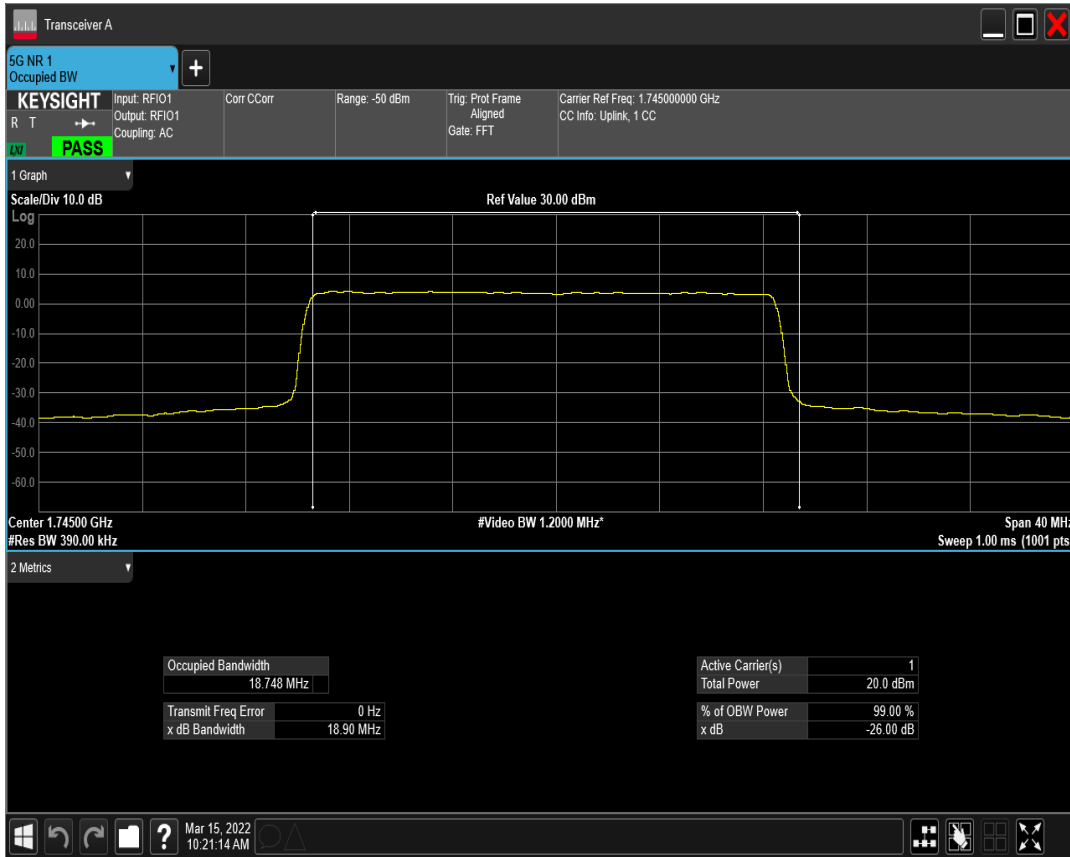 Transceiver A
5G NR 1
Occupied BW
KEYSIGHT
R T
LXI
PASS
Input: RFIO1
Output: RFIO1
Coupling: AC
Corr CCorr
Range: -50 dBm
Trig: Prot Frame
Aligned
Gate: FFT
Carrier Ref Freq: 1.745000000 GHz
CC Info: Uplink, 1 CC
1 Graph
Scale/Div 10.0 dB
Ref Value 30.00 dBm
Log
20.0
10.0
0.00
-10.0
-20.0
-30.0
-40.0
-50.0
-60.0
Center 1.74500 GHz
#Video BW 1.2000 MHz*
Span 40 MHz
#Res BW 390.00 kHz
Sweep 1.00 ms (1001 pts
2 Metrics
Occupied Bandwidth
18.748 MHz
Transmit Freq Error 0 Hz
x dB Bandwidth 18.90 MHz
Active Carrier(s) 1
Total Power 20.0 dBm
% of OBW Power 99.00 %
x dB -26.00 dB
?
Mar 15, 2022
10:21:14 AM